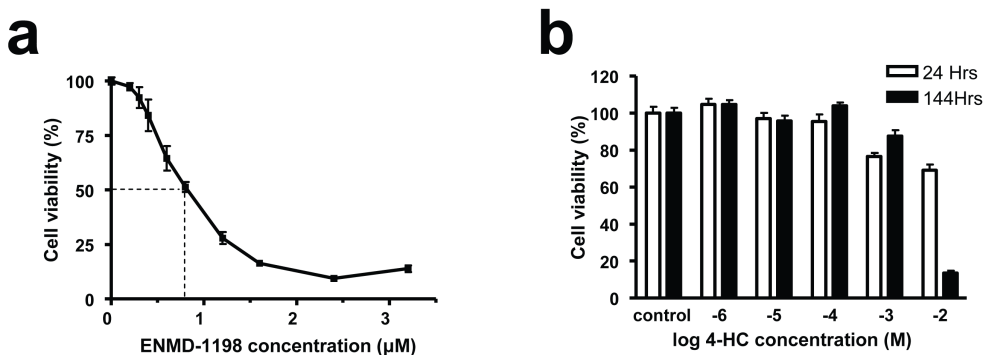 a
100
75
50
25
0
Cell viability (%)
0 1 2 3
ENMD-1198 concentration (µM)
b
120
100
80
60
40
20
0
Cell viability (%)
24 Hrs
144Hrs
control -6 -5 -4 -3 -2
log 4-HC concentration (M)